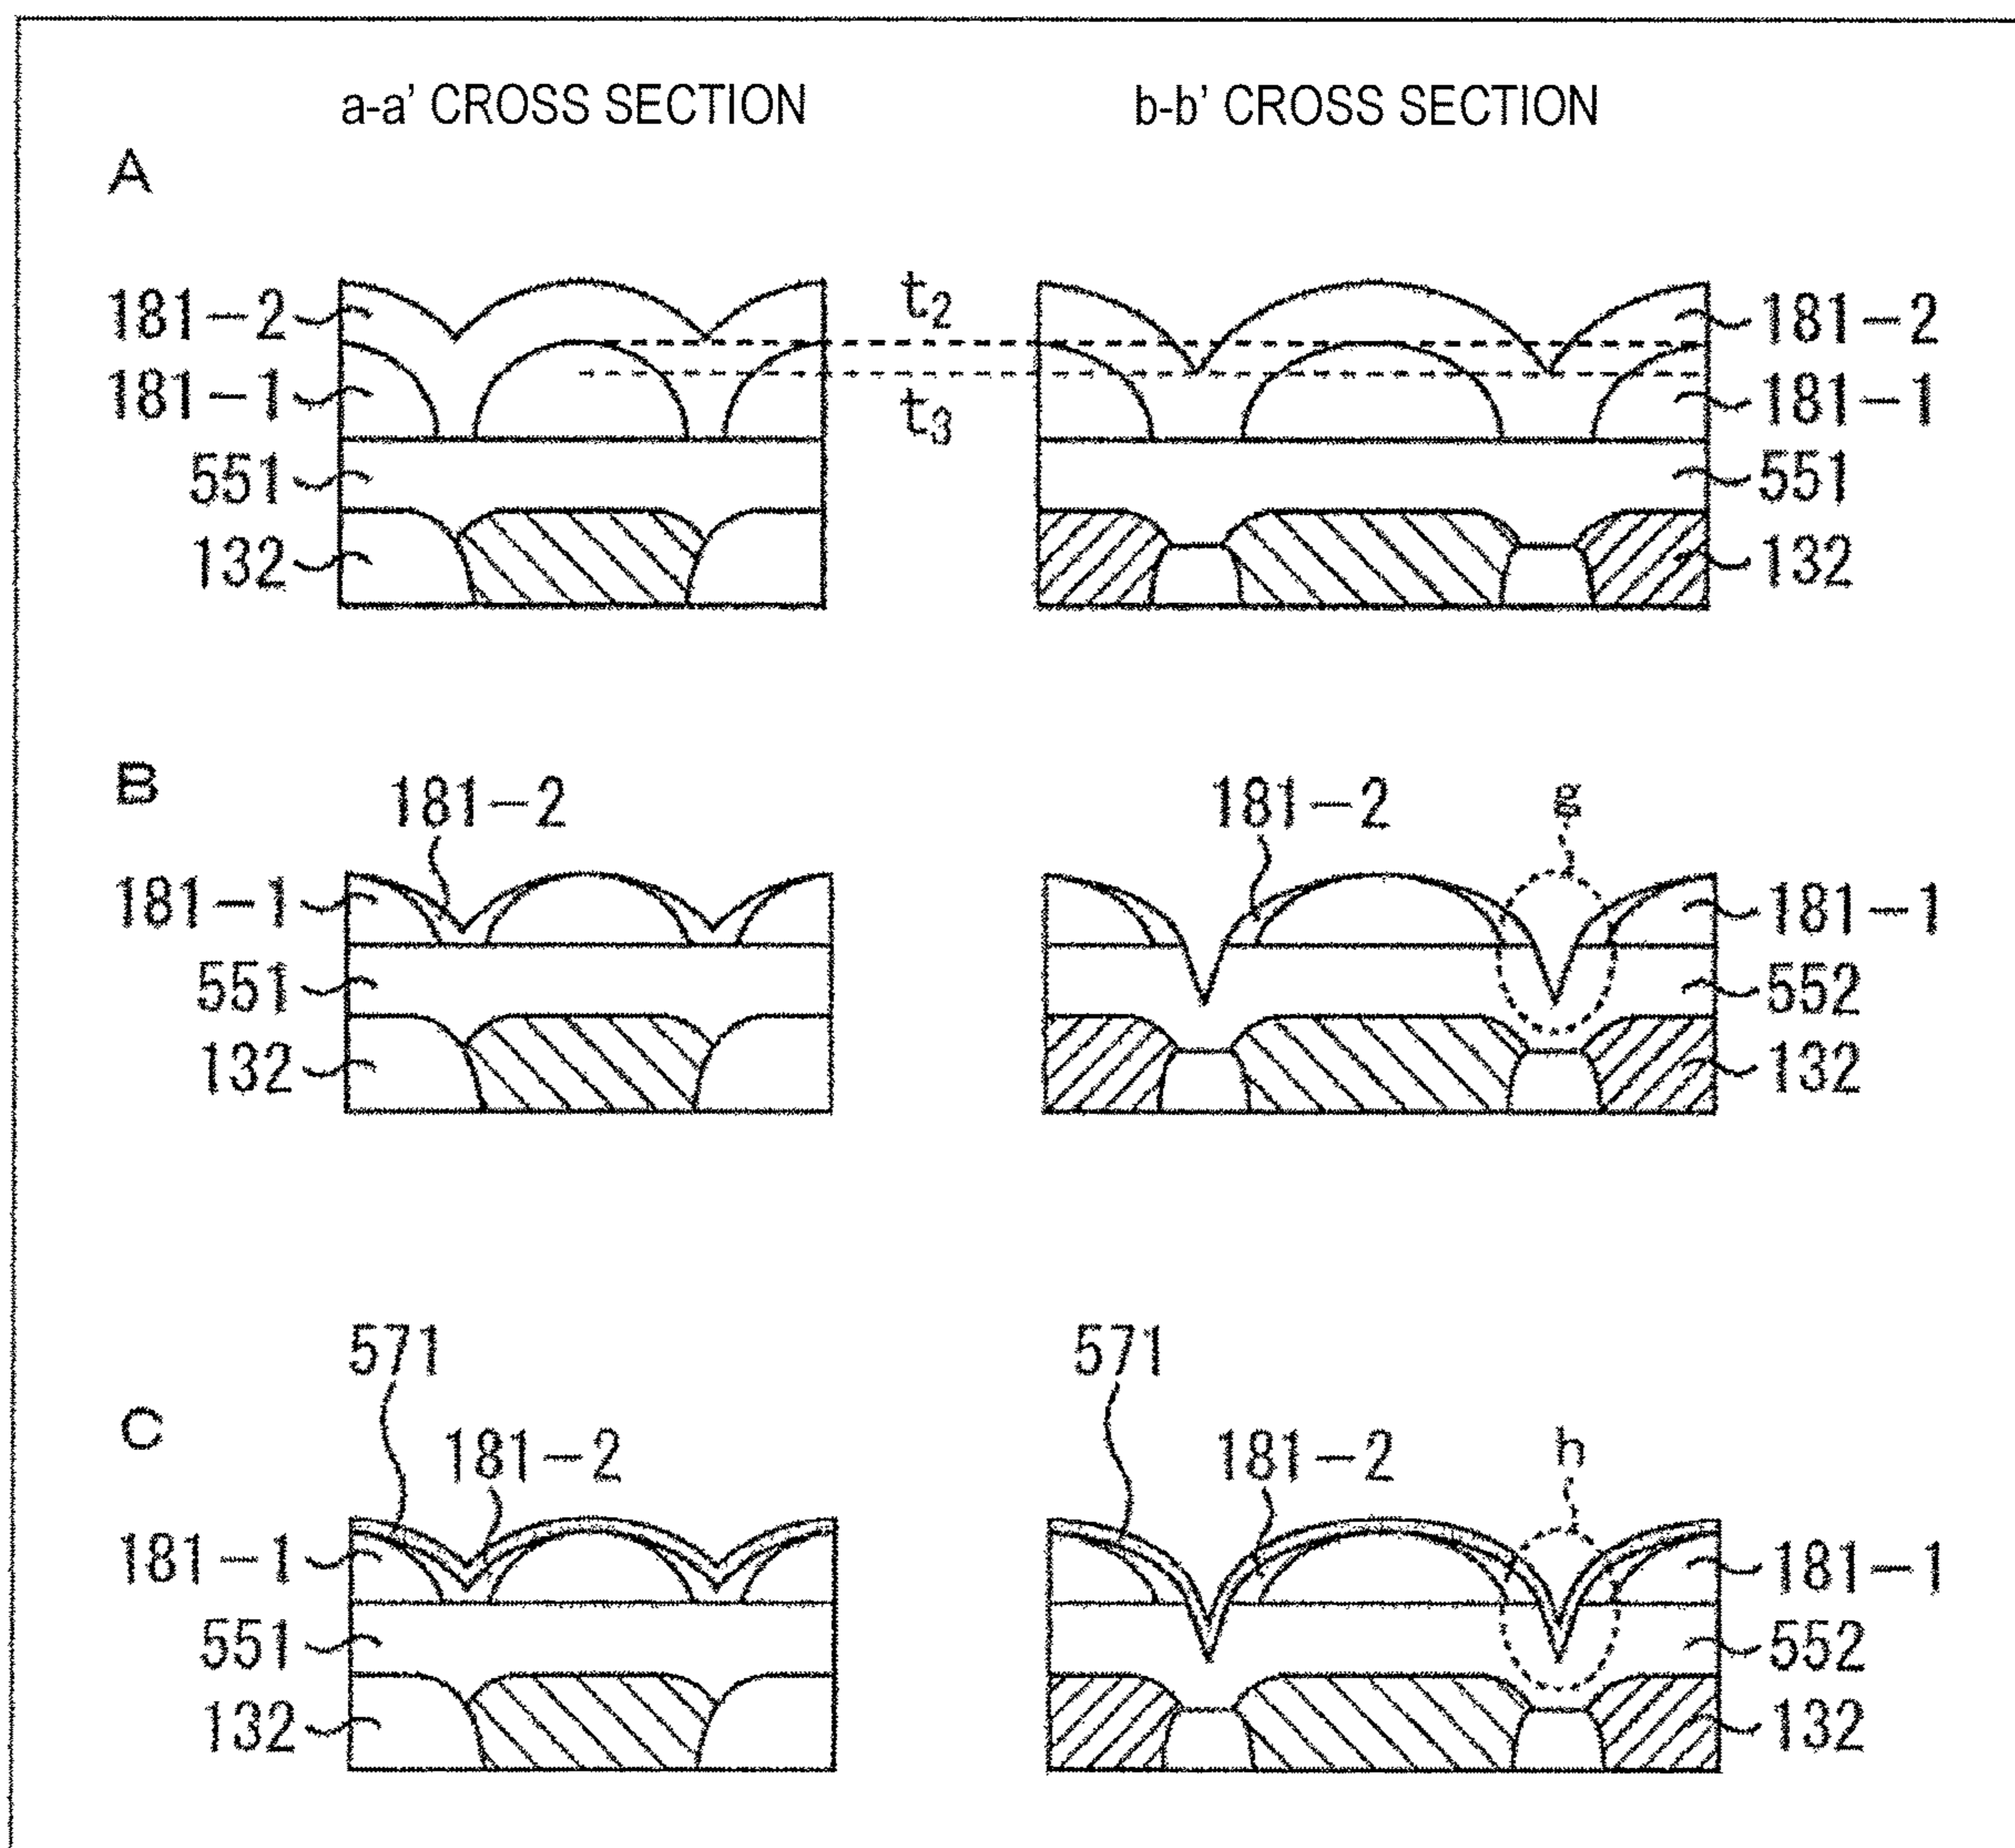 a-a' CROSS SECTION b-b' CROSS SECTION
A
181-2 t2 181-2
181-1 t3 181-1
551 551
132 132
B 181-2 181-2 g
181-1 181-1
551 552
132 132
571 571
C 181-2 181-2 h
181-1 181-1
551 552
132 132